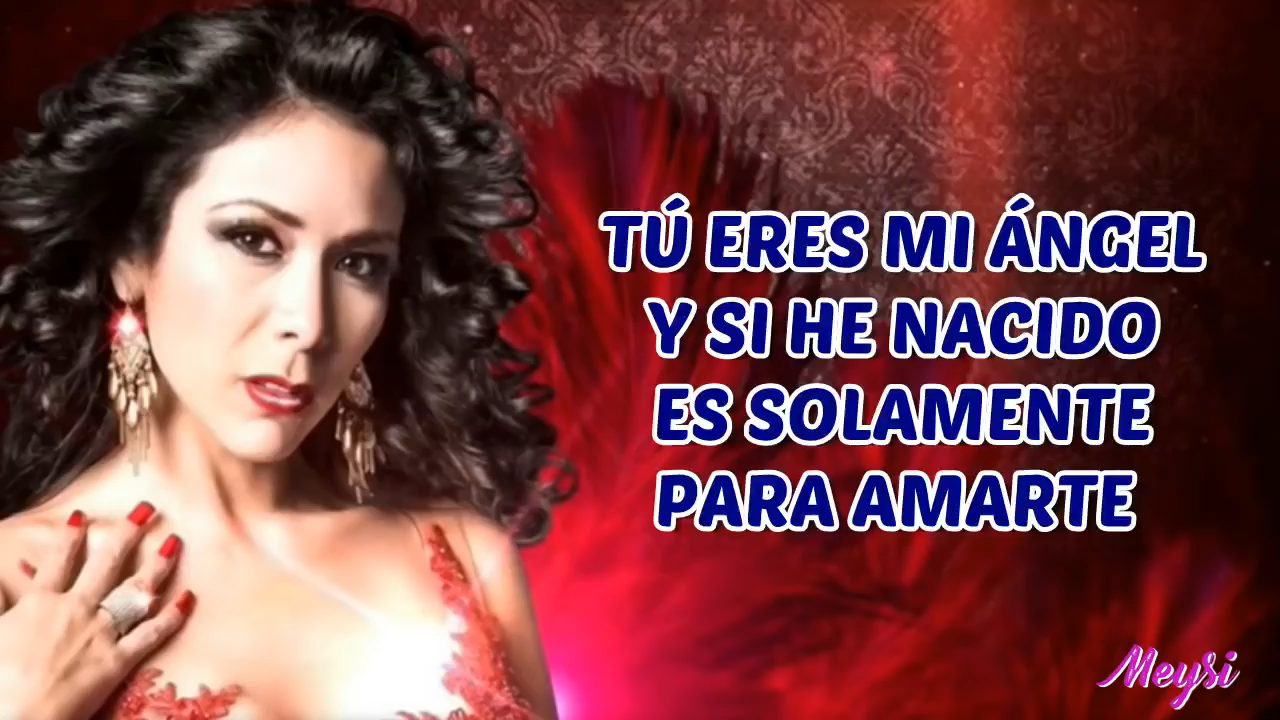 TÚ ERES MI ÁNGEL
Y SI HE NACIDO
ES SOLAMENTE
PARA AMARTE
Meysi